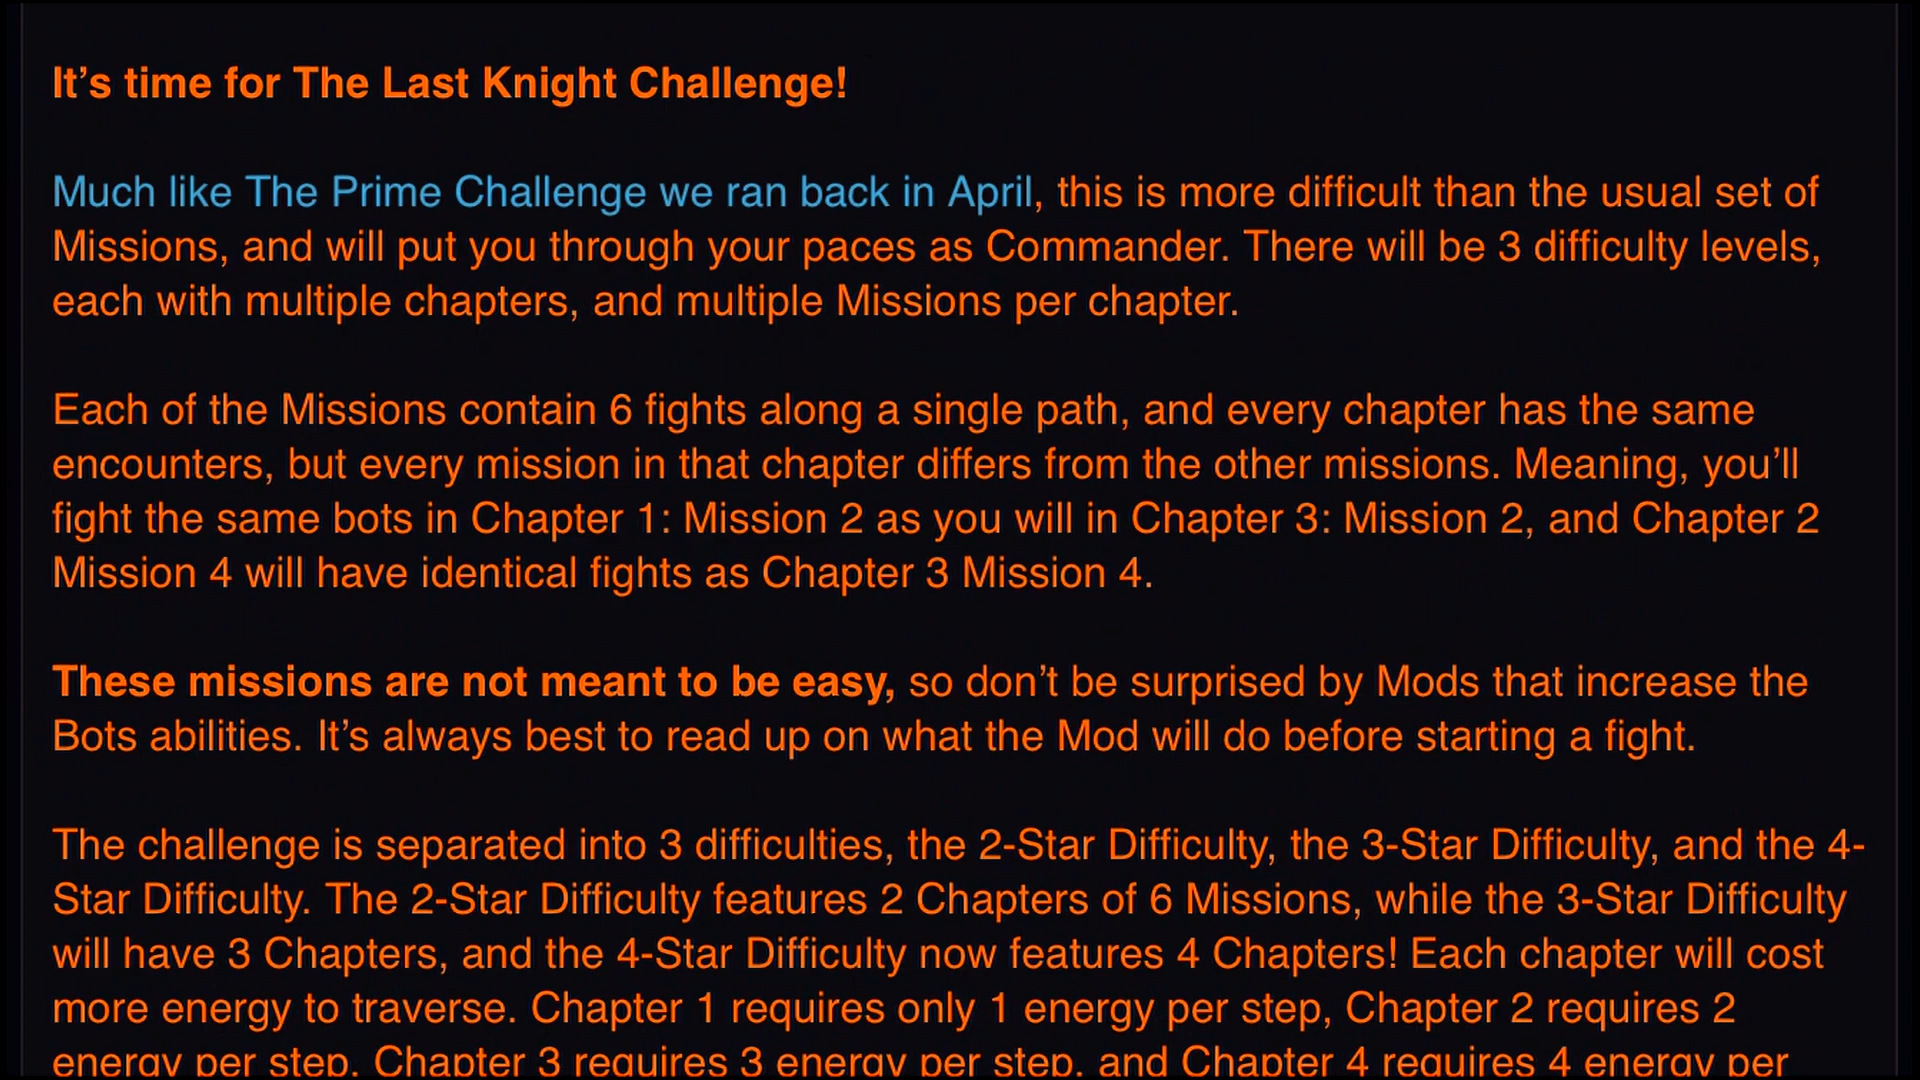 It’s time for The Last Knight Challenge!
Much like The Prime Challenge we ran back in April, this is more difficult than the usual set of
Missions, and will put you through your paces as Commander. There will be 3 difficulty levels,
each with multiple chapters, and multiple Missions per chapter.
Each of the Missions contain 6 fights along a single path, and every chapter has the same
encounters, but every mission in that chapter differs from the other missions. Meaning, you’ll
fight the same bots in Chapter 1: Mission 2 as you will in Chapter 3: Mission 2, and Chapter 2
Mission 4 will have identical fights as Chapter 3 Mission 4.
These missions are not meant to be easy, so don’t be surprised by Mods that increase the
Bots abilities. It’s always best to read up on what the Mod will do before starting a fight.
The challenge is separated into 3 difficulties, the 2-Star Difficulty, the 3-Star Difficulty, and the 4-
Star Difficulty. The 2-Star Difficulty features 2 Chapters of 6 Missions, while the 3-Star Difficulty
will have 3 Chapters, and the 4-Star Difficulty now features 4 Chapters! Each chapter will cost
more energy to traverse. Chapter 1 requires only 1 energy per step, Chapter 2 requires 2
energy per step. Chapter 3 requires 3 energy per step, and Chapter 4 requires 4 energy per